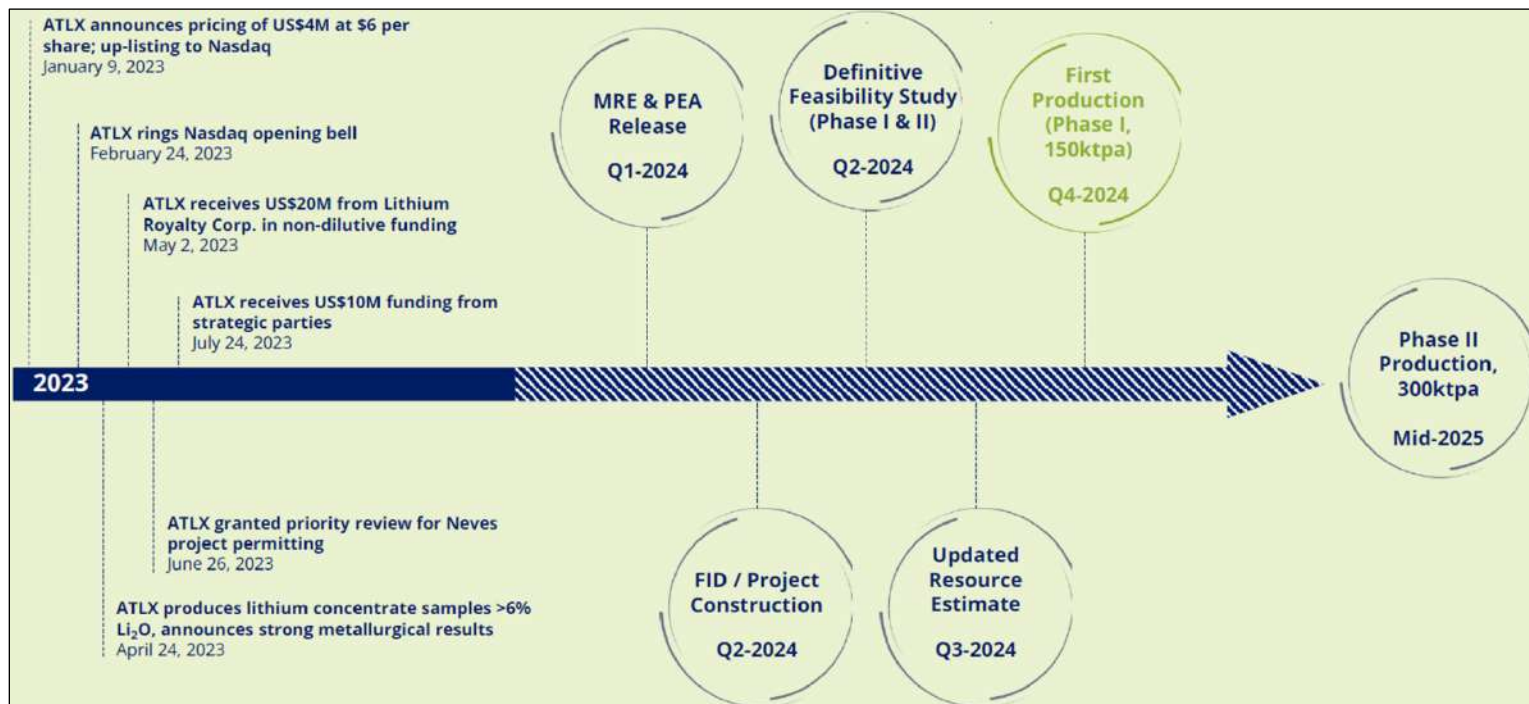 ATLX announces pricing of US$4M at $6 per
share; up-listing to Nasdaq
January 9, 2023
ATLX rings Nasdaq opening bell
February 24, 2023
ATLX receives US$20M from Lithium
Royalty Corp. in non-dilutive funding
May 2, 2023
ATLX receives US$10M funding from
strategic parties
July 24, 2023
MRE & PEA
Release
Q1-2024
Definitive
Feasibility Study
(Phase I & II)
Q2-2024
First
Production
(Phase I,
150ktpa)
Q4-2024
2023
Phase II
Production,
300ktpa
Mid-2025
ATLX granted priority review for Neves
project permitting
June 26, 2023
ATLX produces lithium concentrate samples >6%
Li₂O, announces strong metallurgical results
April 24, 2023
FID / Project
Construction
Q2-2024
Updated
Resource
Estimate
Q3-2024